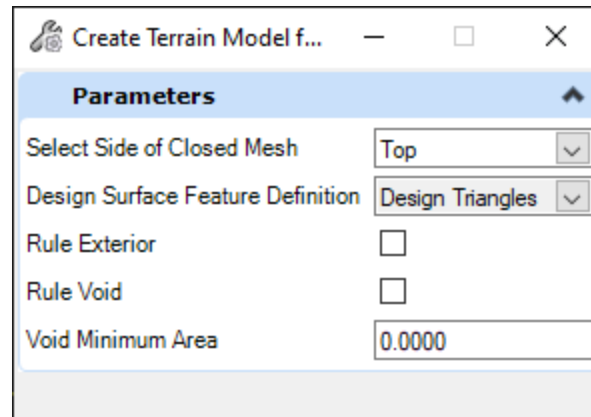 Create Terrain Model f...
Parameters
Select Side of Closed Mesh Top
Design Surface Feature Definition Design Triangles
Rule Exterior
Rule Void
Void Minimum Area 0.0000